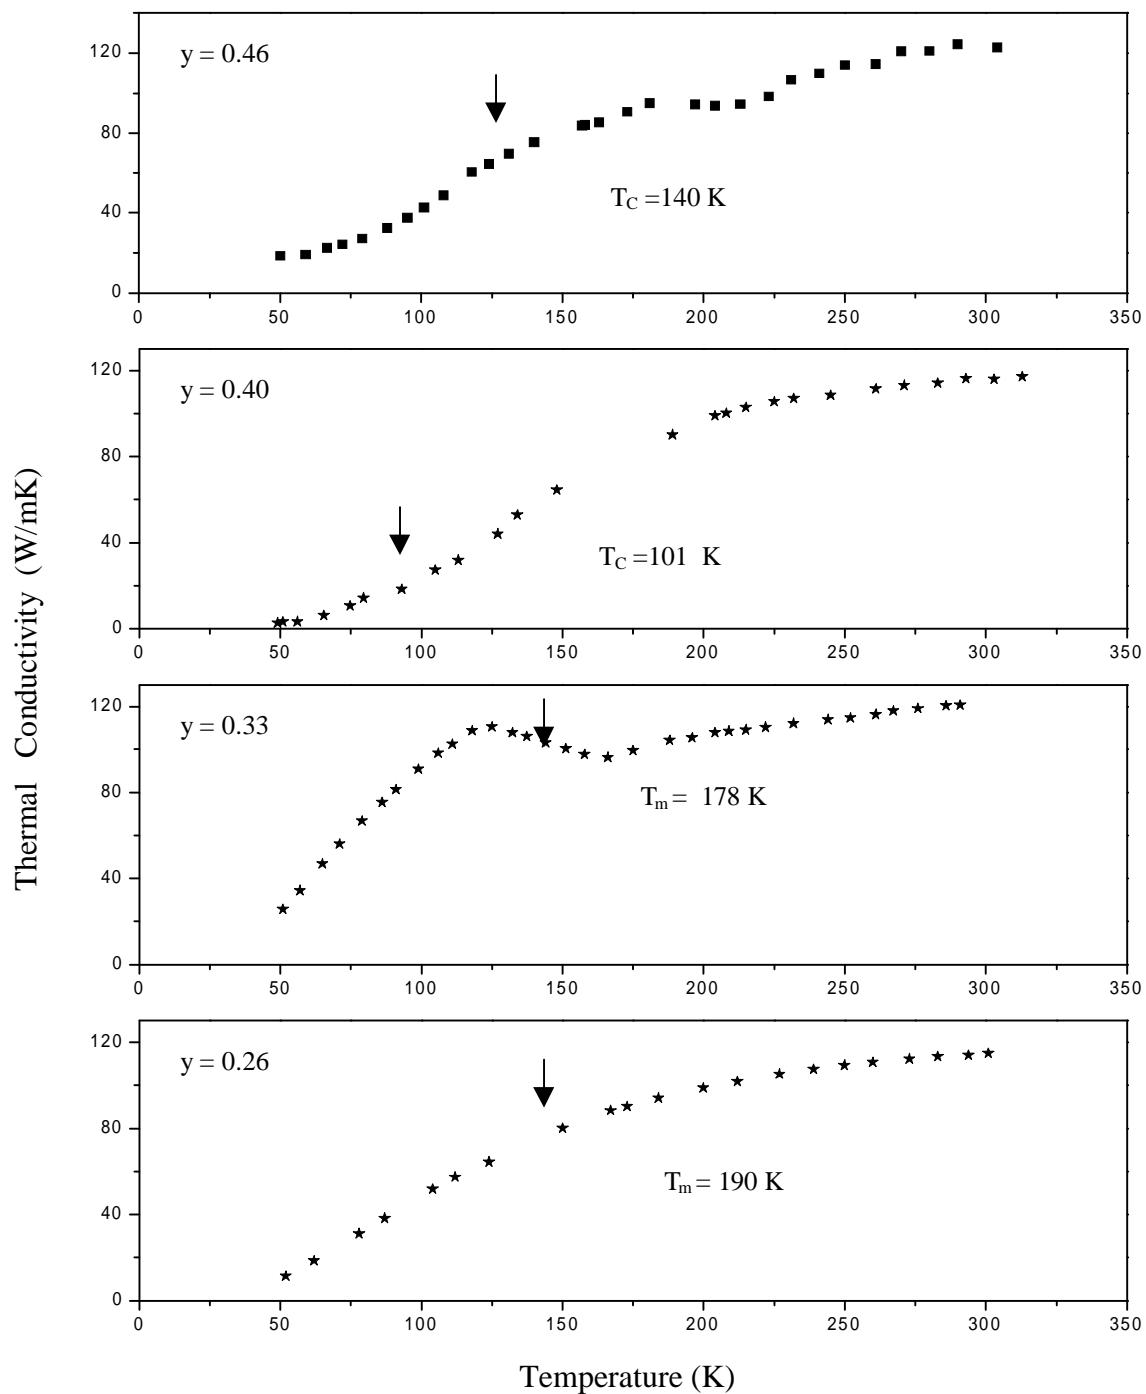 y = 0.46
T_C =140 K
120
80
40
0
0 50 100 150 200 250 300 350
y = 0.40
T_C =101 K
120
80
40
0
0 50 100 150 200 250 300 350
y = 0.33
T_m = 178 K
120
80
40
0
0 50 100 150 200 250 300 350
y = 0.26
T_m = 190 K
120
80
40
0
0 50 100 150 200 250 300 350
Thermal Conductivity (W/mK)
Temperature (K)